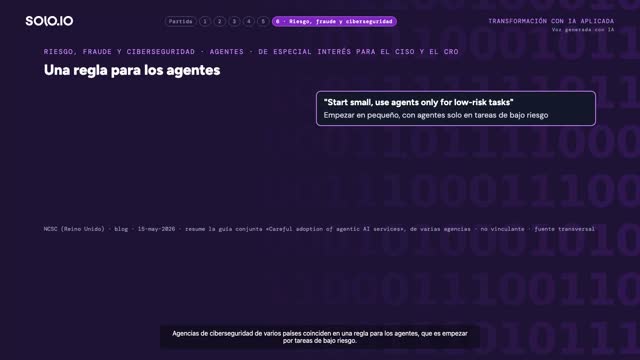 SOLO.IO
Partida 1 2 3 4 5 6 · Riesgo, fraude y ciberseguridad
TRANSFORMACIÓN CON IA APLICADA
Voz generada con IA
RIESGO, FRAUDE Y CIBERSEGURIDAD · AGENTES · DE ESPECIAL INTERÉS PARA EL CISO Y EL CRO
Una regla para los agentes
"Start small, use agents only for low-risk tasks"
Empezar en pequeño, con agentes solo en tareas de bajo riesgo
NCSC (Reino Unido) · blog · 15-may-2026 · resume la guía conjunta «Careful adoption of agentic AI services», de varias agencias · no vinculante · fuente transversal
Agencias de ciberseguridad de varios países coinciden en una regla para los agentes, que es empezar
por tareas de bajo riesgo.